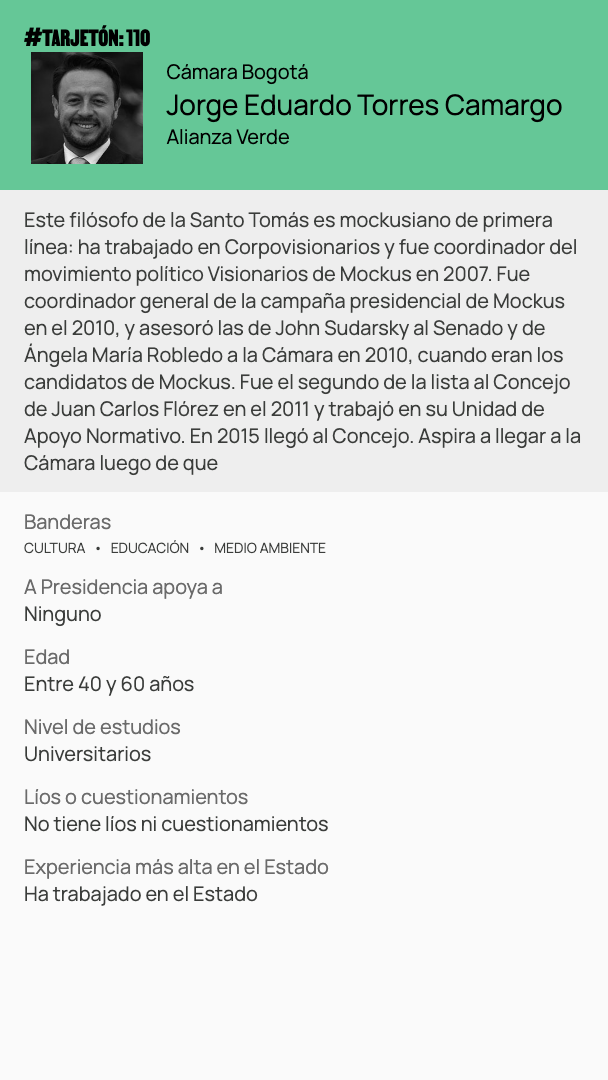 #TARJETÓN: 110
Cámara Bogotá
Jorge Eduardo Torres Camargo
Alianza Verde
Este filósofo de la Santo Tomás es mockusiano de primera
línea: ha trabajado en Corpovisionarios y fue coordinador del
movimiento político Visionarios de Mockus en 2007. Fue
coordinador general de la campaña presidencial de Mockus
en el 2010, y asesoró las de John Sudarsky al Senado y de
Ángela María Robledo a la Cámara en 2010, cuando eran los
candidatos de Mockus. Fue el segundo de la lista al Concejo
de Juan Carlos Flórez en el 2011 y trabajó en su Unidad de
Apoyo Normativo. En 2015 llegó al Concejo. Aspira a llegar a la
Cámara luego de que
Banderas
CULTURA • EDUCACIÓN • MEDIO AMBIENTE
A Presidencia apoya a
Ninguno
Edad
Entre 40 y 60 años
Nivel de estudios
Universitarios
Líos o cuestionamientos
No tiene líos ni cuestionamientos
Experiencia más alta en el Estado
Ha trabajado en el Estado